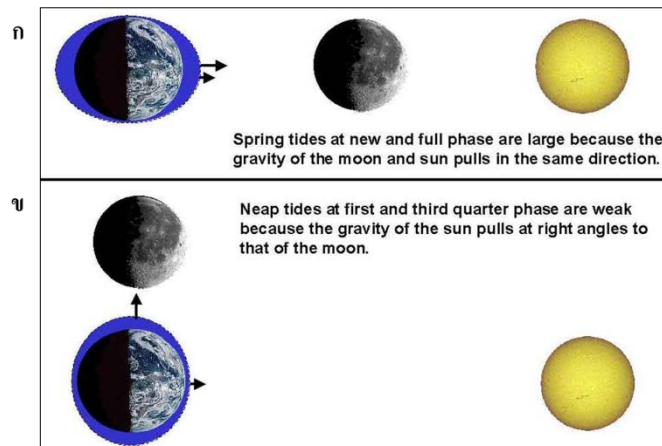 ก
Spring tides at new and full phase are large because the
gravity of the moon and sun pulls in the same direction.
ข
Neap tides at first and third quarter phase are weak
because the gravity of the sun pulls at right angles to
that of the moon.